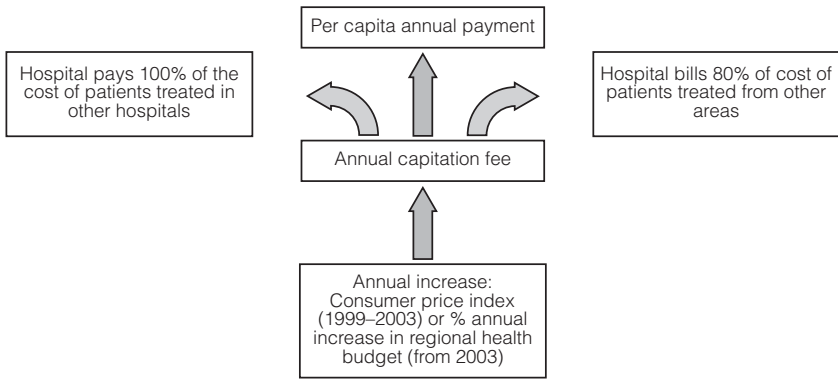 Per capita annual payment
Hospital pays 100% of the
cost of patients treated in
other hospitals
Hospital bills 80% of cost of
patients treated from other
areas
Annual capitation fee
Annual increase:
Consumer price index
(1999–2003) or % annual
increase in regional health
budget (from 2003)